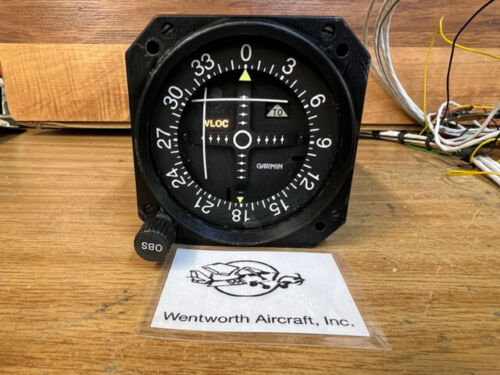 0
3
6
9
12
15
18
21
24
27
30
33
TO
VLOC
GARMIN
OBS
Wentworth Aircraft, Inc.